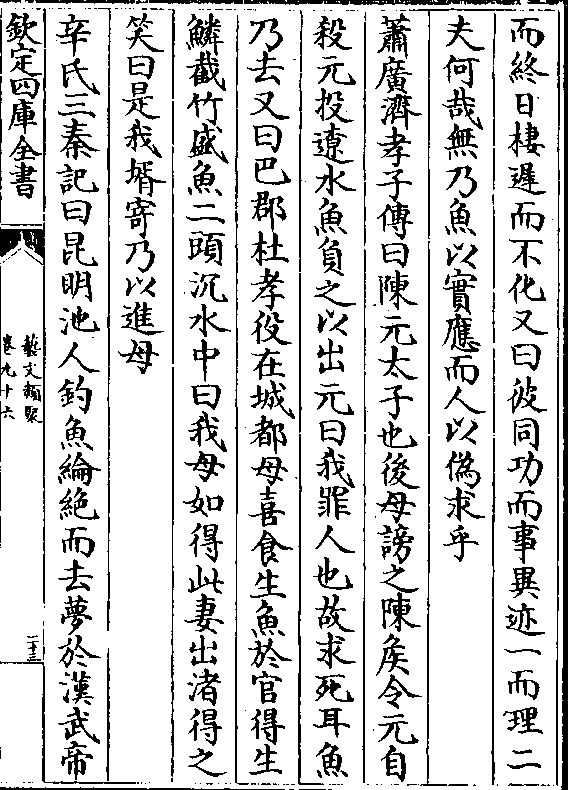 而終日棲遲而不化又曰彼同功而事異迹一而理二
夫何哉無乃魚以實應而人以偽求乎
蕭廣濟孝子傳曰陳元太子也後母謗之陳矦令元自
殺元投遼水魚負之以出元曰我罪人也故求死耳魚
乃去又曰巴郡杜孝役在城都母喜食生魚於官得生
鱗截竹盛魚二頭沉水中曰我母如得此妻出渚得之
笑曰是我壻寄乃以進母
辛氏三秦記曰昆明池人釣魚綸絕而去夢於漢武帝
欽定四庫全書
藝文類聚
卷九十六
二十三